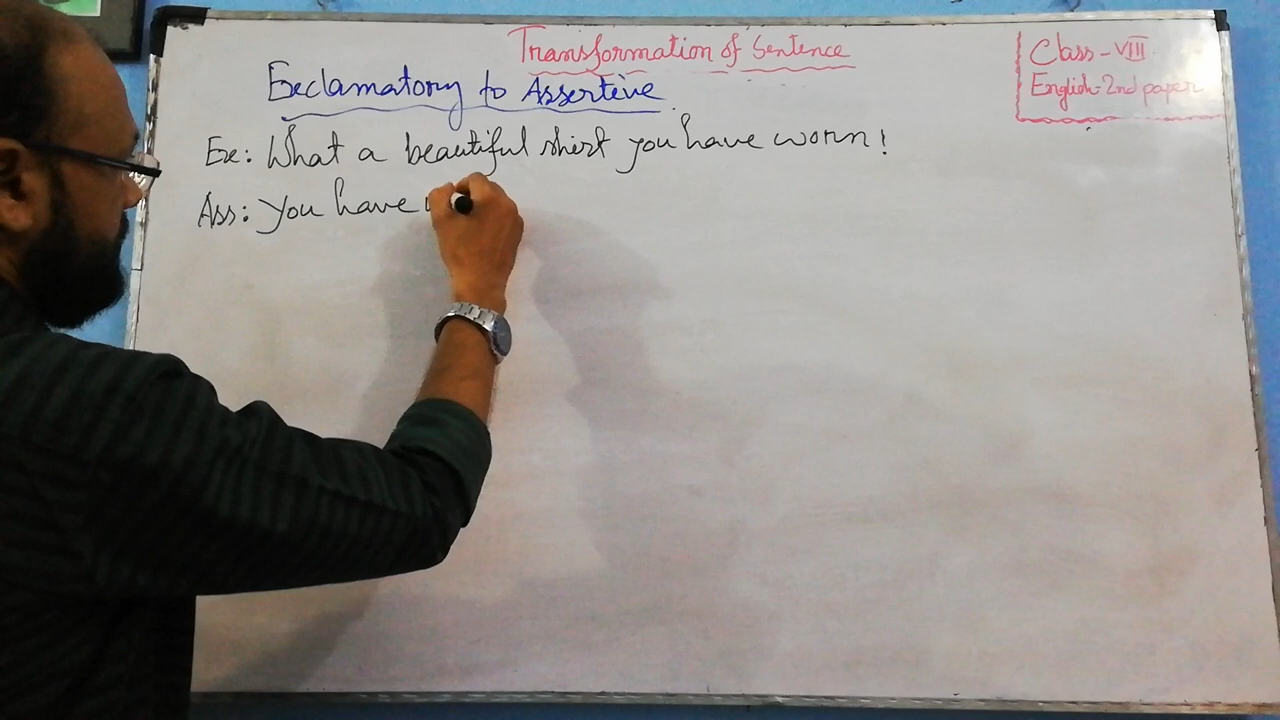 Transformation of Sentence
Class-VIII
English-2nd paper
Exclamatory to Assertive
Ex: What a beautiful shirt you have worn!
Ass: You have